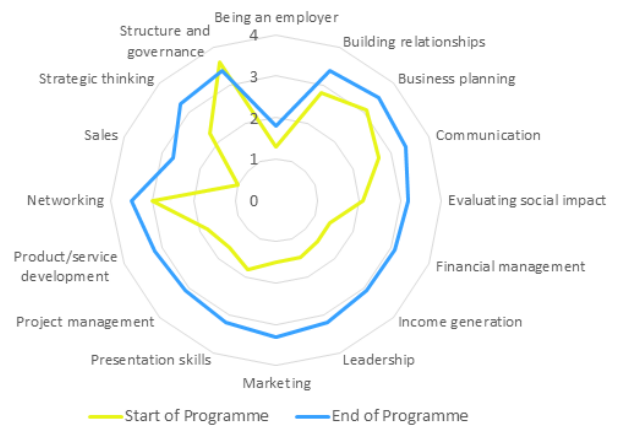 Being an employer
Structure and
governance
4
Building relationships
Strategic thinking
3
Business planning
2
Sales
Communication
1
Networking
0
Evaluating social impact
Product/service
development
Financial management
Project management
Income generation
Presentation skills
Leadership
Marketing
Start of Programme
End of Programme